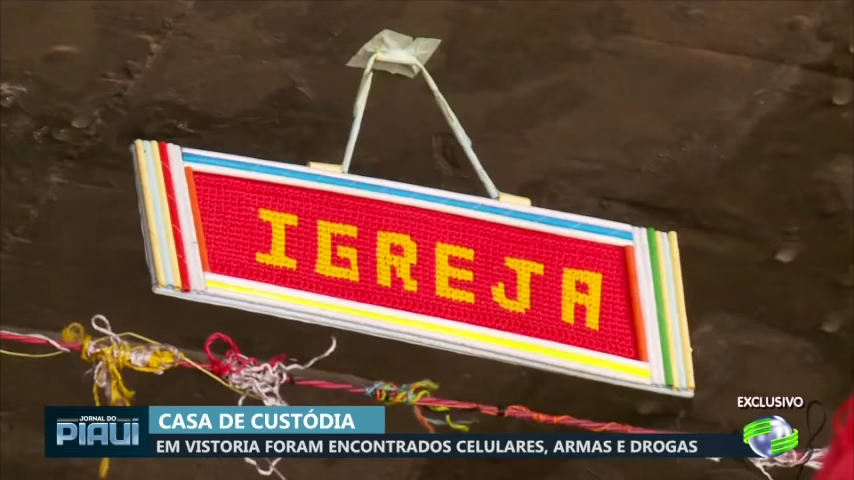 IGREJA
EXCLUSIVO
JORNAL DO
PIAUÍ
CASA DE CUSTÓDIA
EM VISTORIA FORAM ENCONTRADOS CELULARES, ARMAS E DROGAS